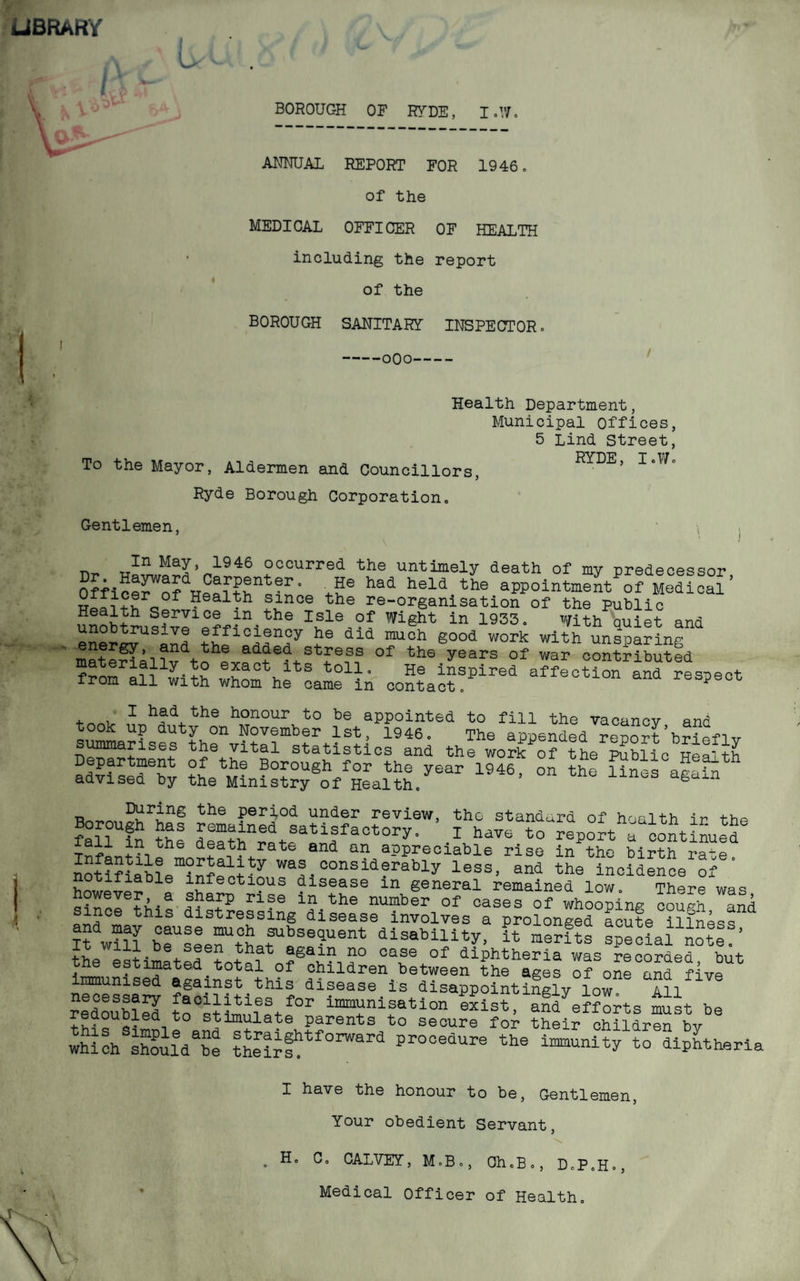 LIBRARY
BOROUGH OF RYDE, I.W.
ANNUAL REPORT FOR 1946.
of the
MEDICAL OFFICER OF HEALTH
including the report
of the
BOROUGH SANITARY INSPECTOR.
----oOo----
Health Department,
Municipal Offices,
5 Lind Street,
RYDE, I.W.
To the Mayor, Aldermen and Councillors,
Ryde Borough Corporation.
Gentlemen,
In May, 1946 occurred the untimely death of my predecessor,
Dr. Hayward Carpenter. He had held the appointment of Medical
Officer of Health since the re-organisation of the Public
Health Service in the Isle of Wight in 1933. With quiet and
unobtrusive efficiency he did much good work with unsparing
energy, and the added stress of the years of war contributed
materially to exact its toll. He inspired affection and respect
from all with whom he came in contact.
I had the honour to be appointed to fill the vacancy, and
took up duty on November 1st, 1946. The appended report briefly
summarises the vital statistics and the work of the Public Health
Department of the Borough for the year 1946, on the lines again
advised by the Ministry of Health.
During the period under review, the standard of health in the
Borough has remained satisfactory. I have to report a continued
fall in the death rate and an appreciable rise in the birth rate.
Infantile mortality was considerably less, and the incidence of
notifiable infectious disease in general remained low. There was,
however, a sharp rise in the number of cases of whooping cough, and
since this distressing disease involves a prolonged acute illness,
and may cause much subsequent disability, it merits special note.
It will be seen that again no case of diphtheria was recorded, but
the estimated total of children between the ages of one and five
immunised against this disease is disappointingly low. All
necessary facilities for immunisation exist, and efforts must be
redoubled to stimulate parents to secure for their children by
this simple and straightforward procedure the immunity to diphtheria
which should be theirs.
I have the honour to be, Gentlemen,
Your obedient Servant,
H. C. CALVEY, M.B., Ch.B., D.P.H.,
Medical Officer of Health.